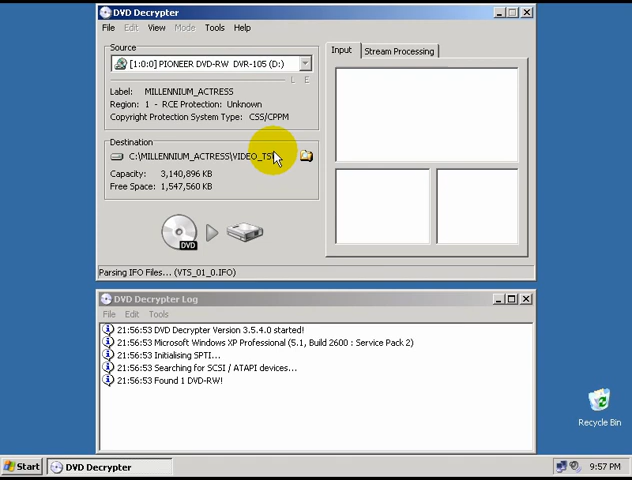 DVD Decrypter
File Edit View Mode Tools Help
Source
[1:0:0] PIONEER DVD-RW DVR-105 (D:)
L E
Label: MILLENNIUM_ACTRESS
Region: 1 - RCE Protection: Unknown
Copyright Protection System Type: CSS/CPPM
Destination
C:\MILLENNIUM_ACTRESS\VIDEO_TS\
Capacity: 3,140,896 KB
Free Space: 1,547,560 KB
DVD
Input Stream Processing
Parsing IFO Files... (VTS_01_0.IFO)
DVD Decrypter Log
File Edit Tools
21:56:53 DVD Decrypter Version 3.5.4.0 started!
21:56:53 Microsoft Windows XP Professional (5.1, Build 2600 : Service Pack 2)
21:56:53 Initialising SPTI...
21:56:53 Searching for SCSI / ATAPI devices...
21:56:53 Found 1 DVD-RW!
Recycle Bin
Start DVD Decrypter 9:57 PM